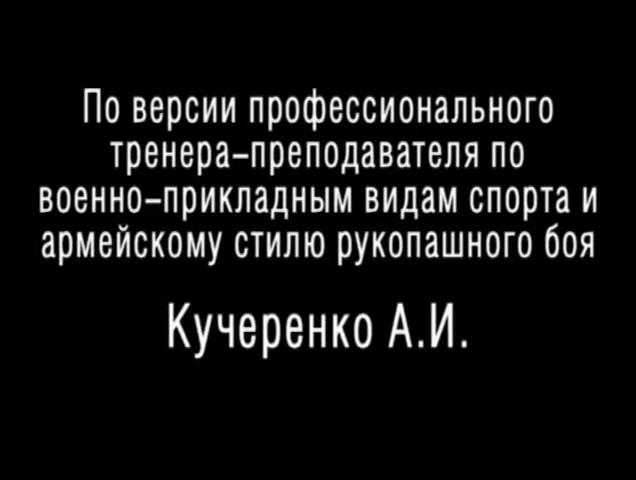 По версии профессионального
тренера-преподавателя по
военно-прикладным видам спорта и
армейскому стилю рукопашного боя
Кучеренко А.И.